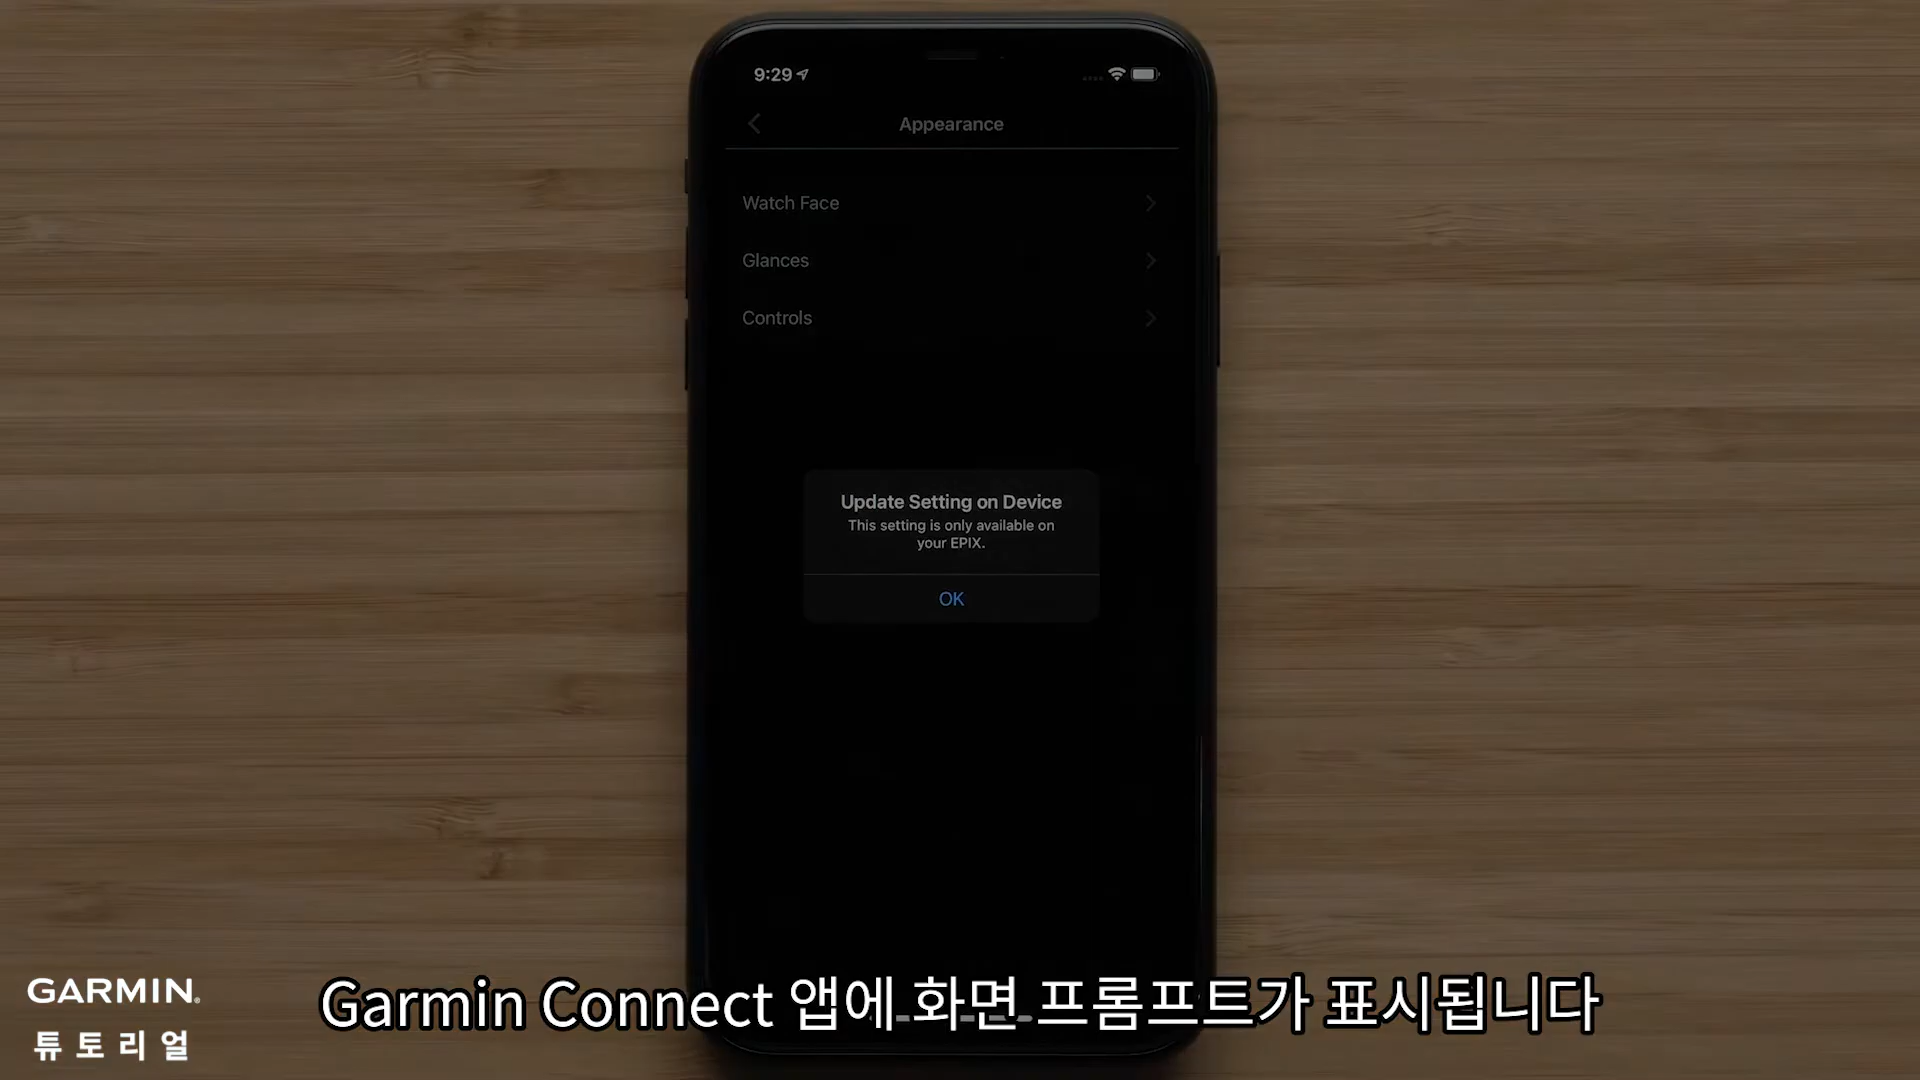 9:29
Appearance
Watch Face
Glances
Controls
Update Setting on Device
This setting is only available on
your EPIX.
OK
GARMIN.
튜토리얼
Garmin Connect 앱에 화면 프롬프트가 표시됩니다